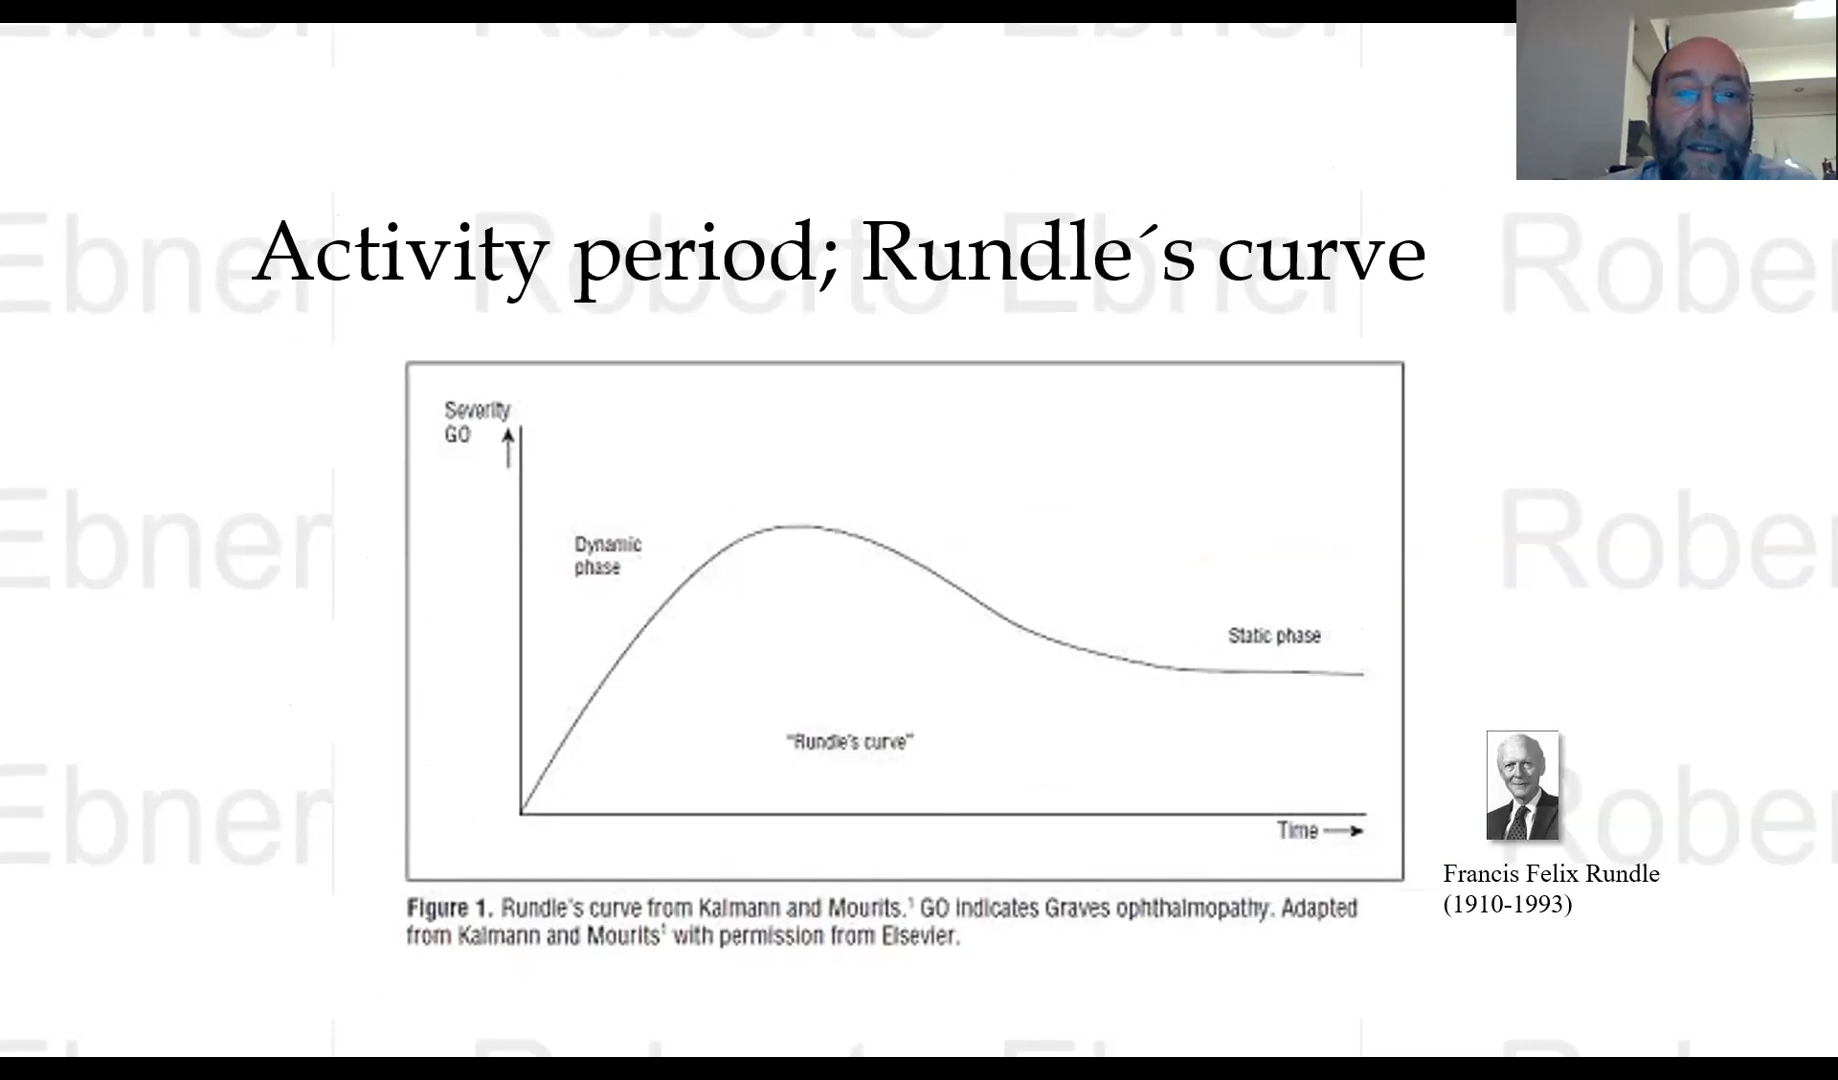 Activity period; Rundle´s curve
Severity
GO
Dynamic
phase
Static phase
"Rundle's curve"
Time
Figure 1. Rundle's curve from Kalmann and Mourits.¹ GO indicates Graves ophthalmopathy. Adapted
from Kalmann and Mourits¹ with permission from Elsevier.
Francis Felix Rundle
(1910-1993)
Roberto Ebner
Roberto Ebner
Ebner
Roberto Ebner
Rober
Ebner
Rober
Ebner
Rober